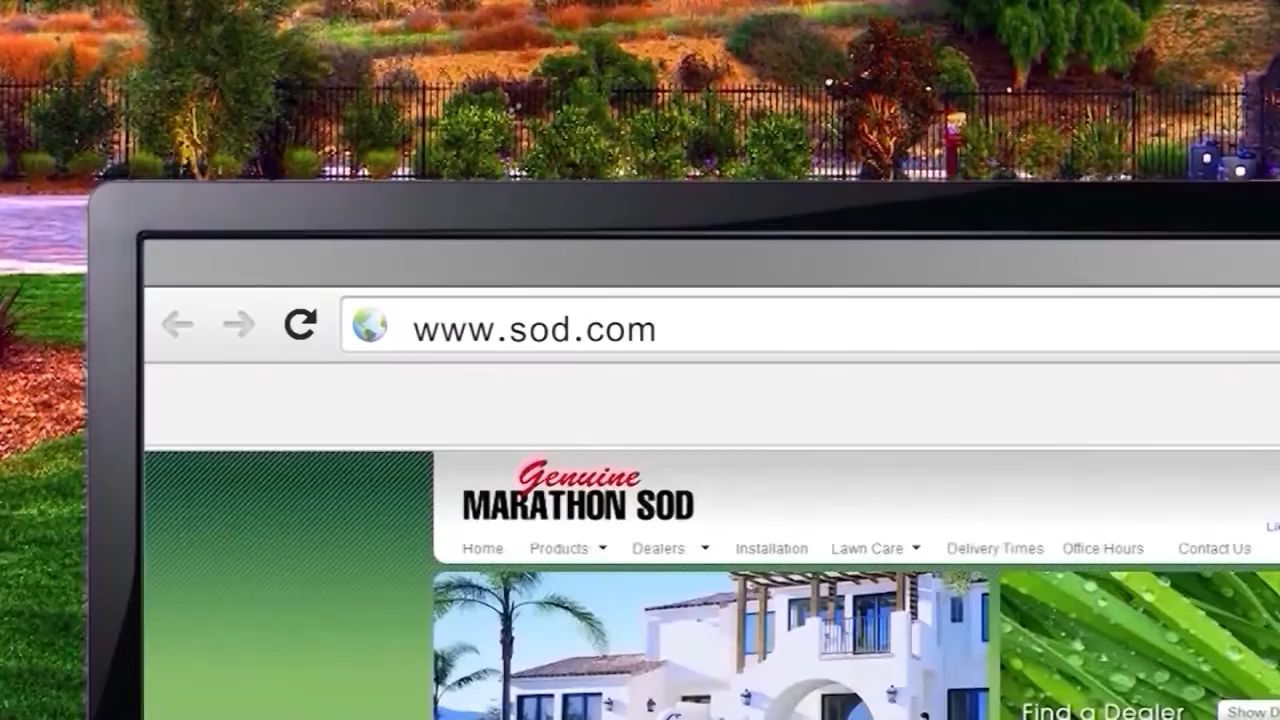 www.sod.com
Genuine
MARATHON SOD
Home Products Dealers Installation Lawn Care Delivery Times Office Hours Contact Us
Find a Dealer
Show